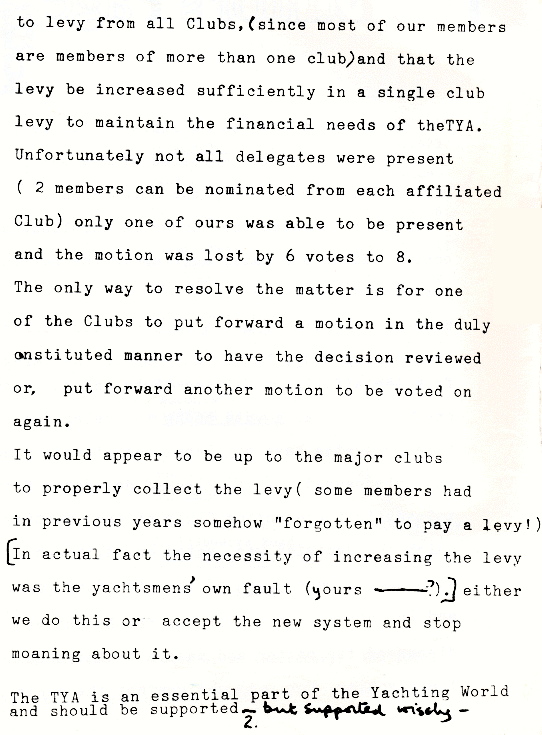 to levy from all Clubs,(since most of our members
are members of more than one club)and that the
levy be increased sufficiently in a single club
levy to maintain the financial needs of theTYA.
Unfortunately not all delegates were present
( 2 members can be nominated from each affiliated
Club) only one of ours was able to be present
and the motion was lost by 6 votes to 8.
The only way to resolve the matter is for one
of the Clubs to put forward a motion in the duly
onstituted manner to have the decision reviewed
or, put forward another motion to be voted on
again.
It would appear to be up to the major clubs
to properly collect the levy( some members had
in previous years somehow "forgotten" to pay a levy!)
[In actual fact the necessity of increasing the levy
was the yachtsmens' own fault (yours ——?).] either
we do this or accept the new system and stop
moaning about it.
The TYA is an essential part of the Yachting World
and should be supported – but supported wisely –
2.